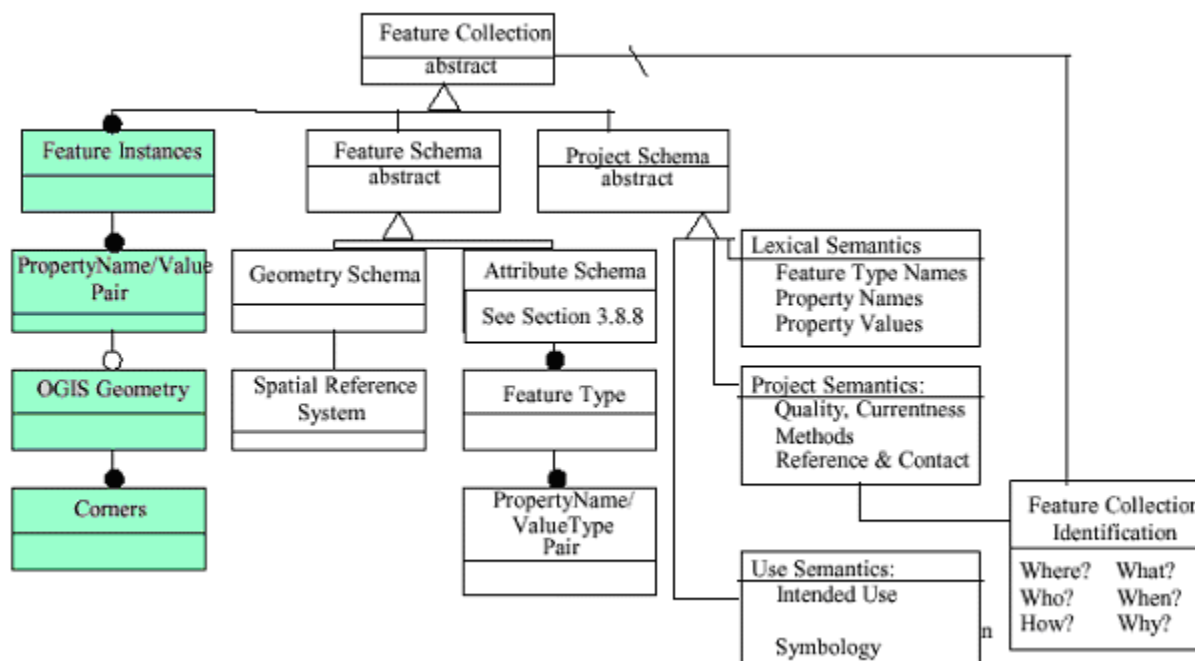 Feature Collection
abstract
Feature Instances
Feature Schema
abstract
Project Schema
abstract
PropertyName/Value
Pair
Geometry Schema
Attribute Schema
See Section 3.8.8
Lexical Semantics
Feature Type Names
Property Names
Property Values
OGIS Geometry
Spatial Reference
System
Feature Type
Project Semantics:
Quality, Currentness
Methods
Reference & Contact
Corners
PropertyName/
ValueType
Pair
Feature Collection
Identification
Where? What?
Who? When?
How? Why?
Use Semantics:
Intended Use
n
Symbology